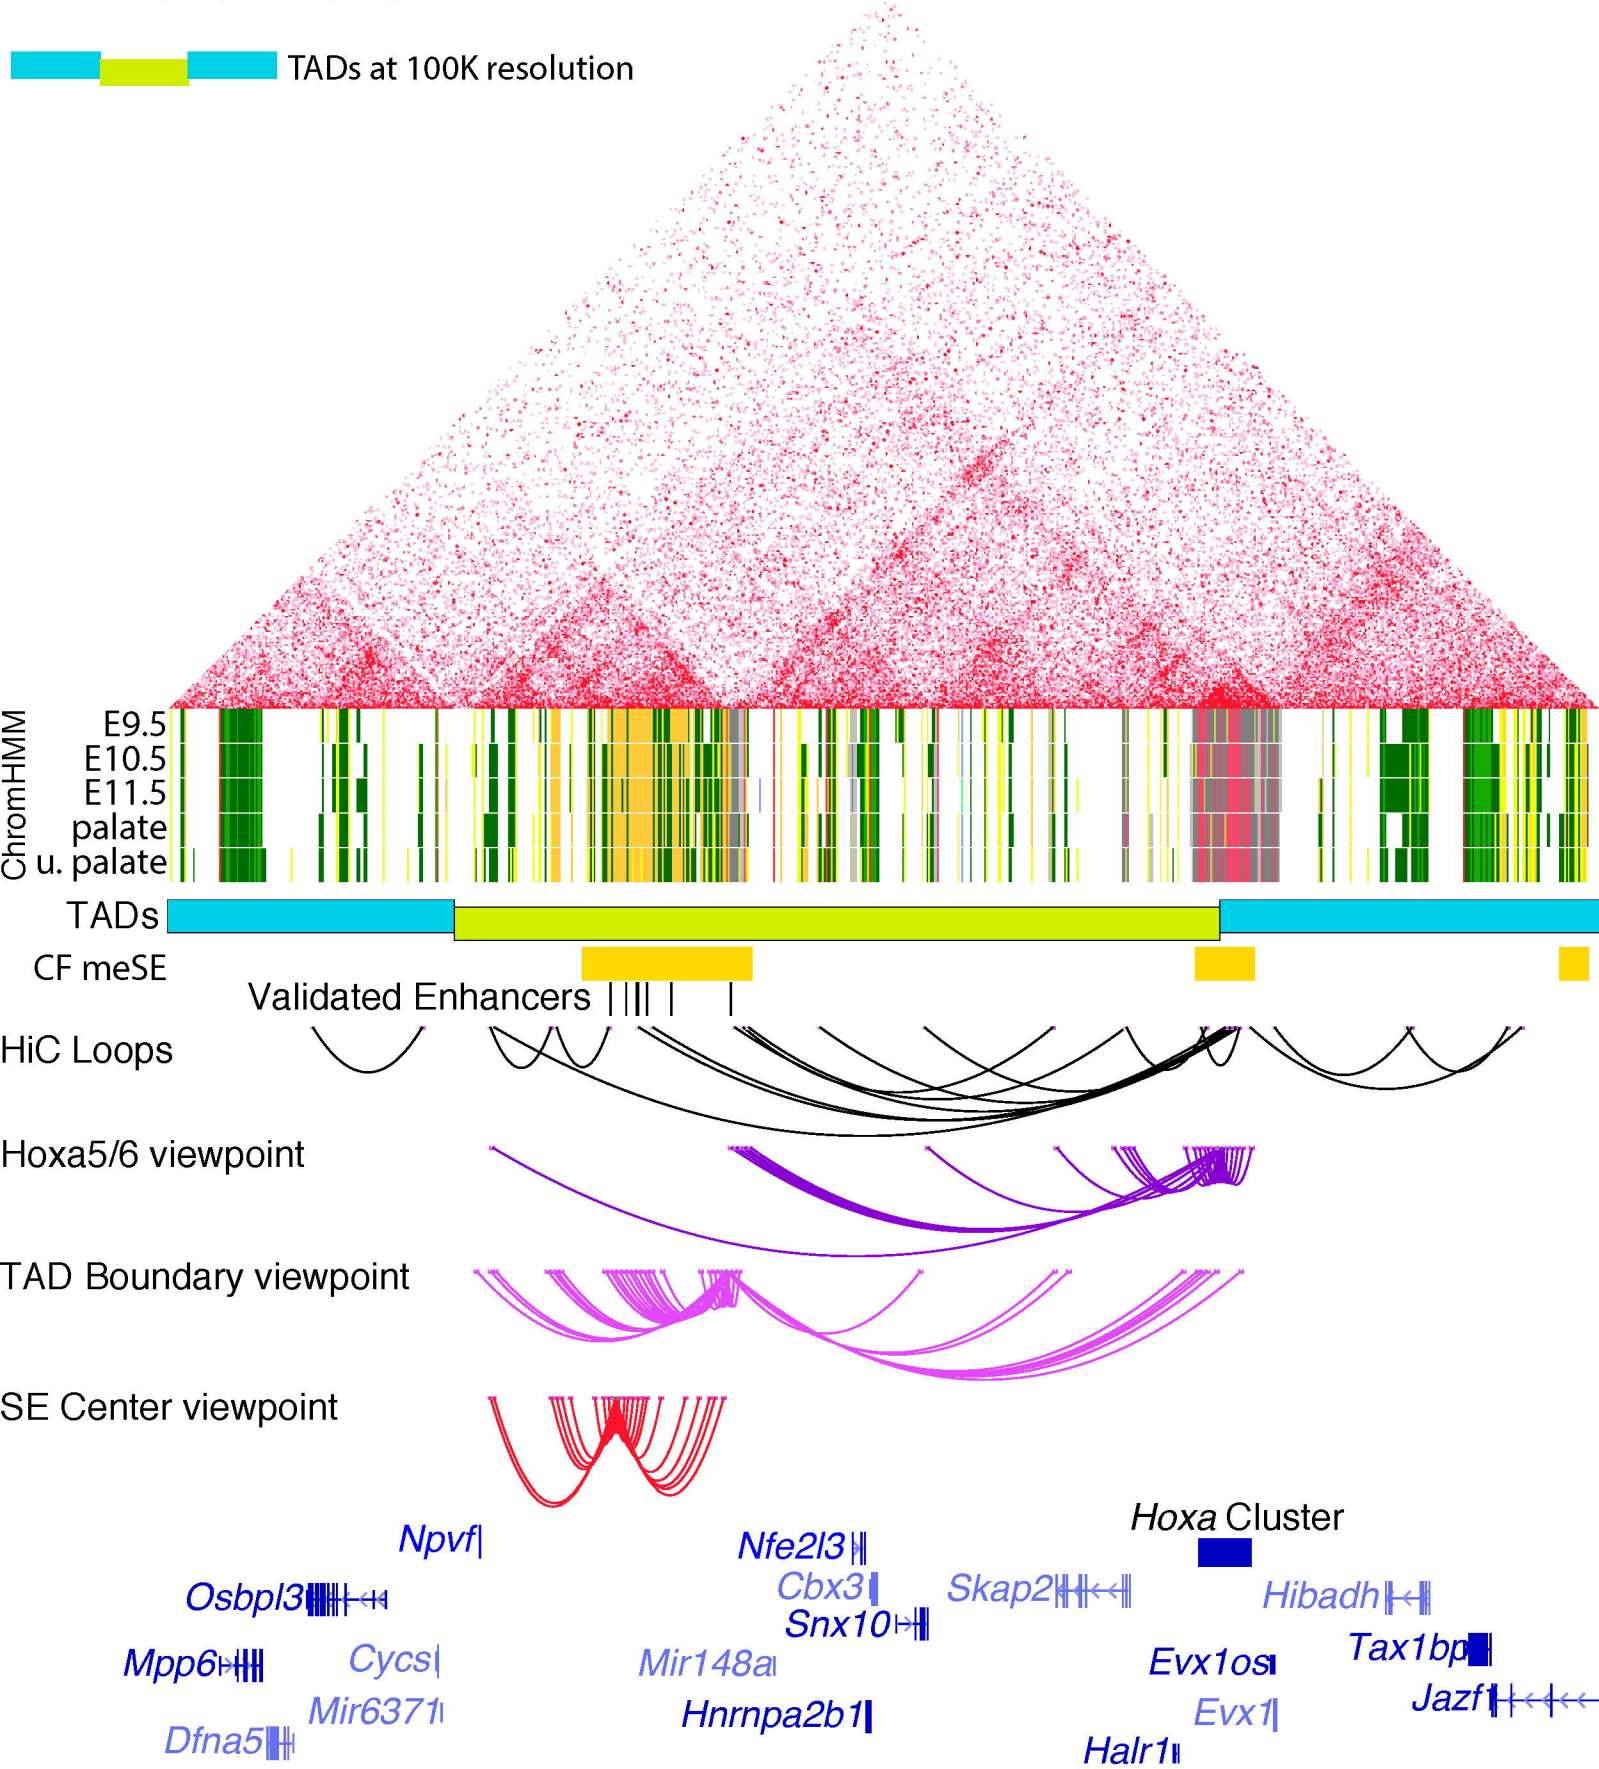 TADs at 100K resolution
ChromHMM
E9.5
E10.5
E11.5
palate
u. palate
TADs
CF meSE
Validated Enhancers
HiC Loops
Hoxa5/6 viewpoint
TAD Boundary viewpoint
SE Center viewpoint
Hoxa Cluster
Npvf
Nfe2l3
Cbx3
Skap2
Hibadh
Osbpl3
Snx10
Mpp6
Cycs
Mir148a
Evx1os
Tax1bp
Mir6371
Hnrnpa2b1
Evx1
Jazf1
Dfna5
Halr1